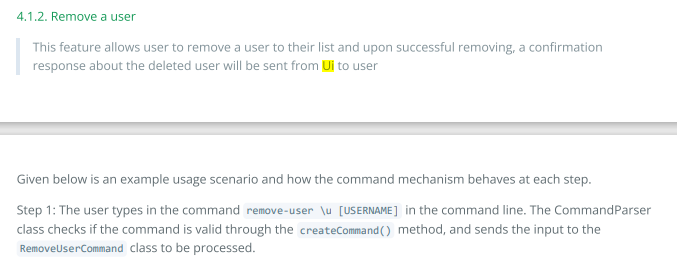 4.1.2. Remove a user
This feature allows user to remove a user to their list and upon successful removing, a confirmation
response about the deleted user will be sent from Ui to user
Given below is an example usage scenario and how the command mechanism behaves at each step.
Step 1: The user types in the command remove-user \u [USERNAME] in the command line. The CommandParser
class checks if the command is valid through the createCommand() method, and sends the input to the
RemoveUserCommand class to be processed.